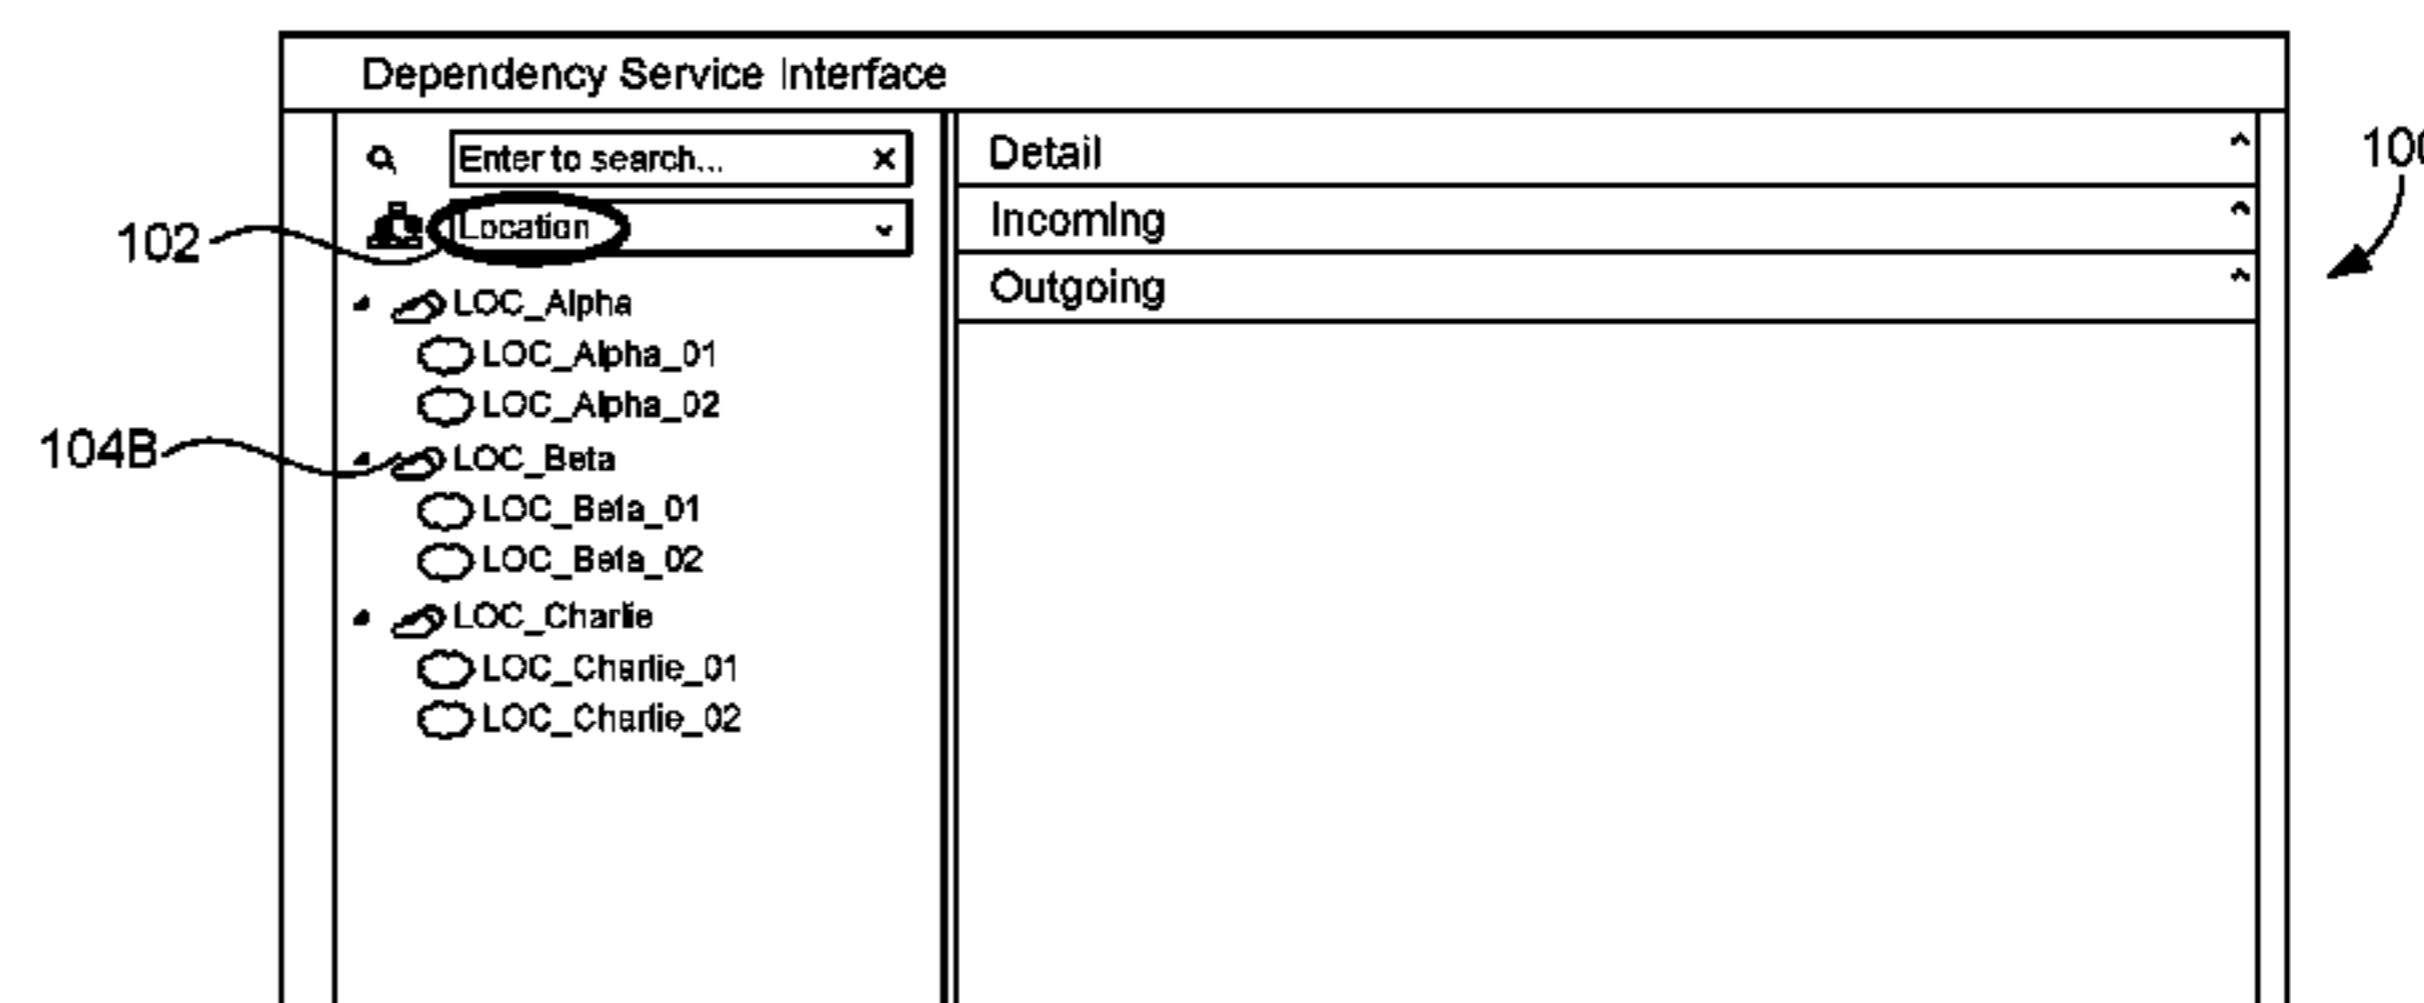 Dependency Service Interface
Enter to search...
Location
102
LOC_Alpha
LOC_Alpha_01
LOC_Alpha_02
104B
LOC_Beta
LOC_Beta_01
LOC_Beta_02
LOC_Charlie
LOC_Charlie_01
LOC_Charlie_02
Detail
Incoming
Outgoing